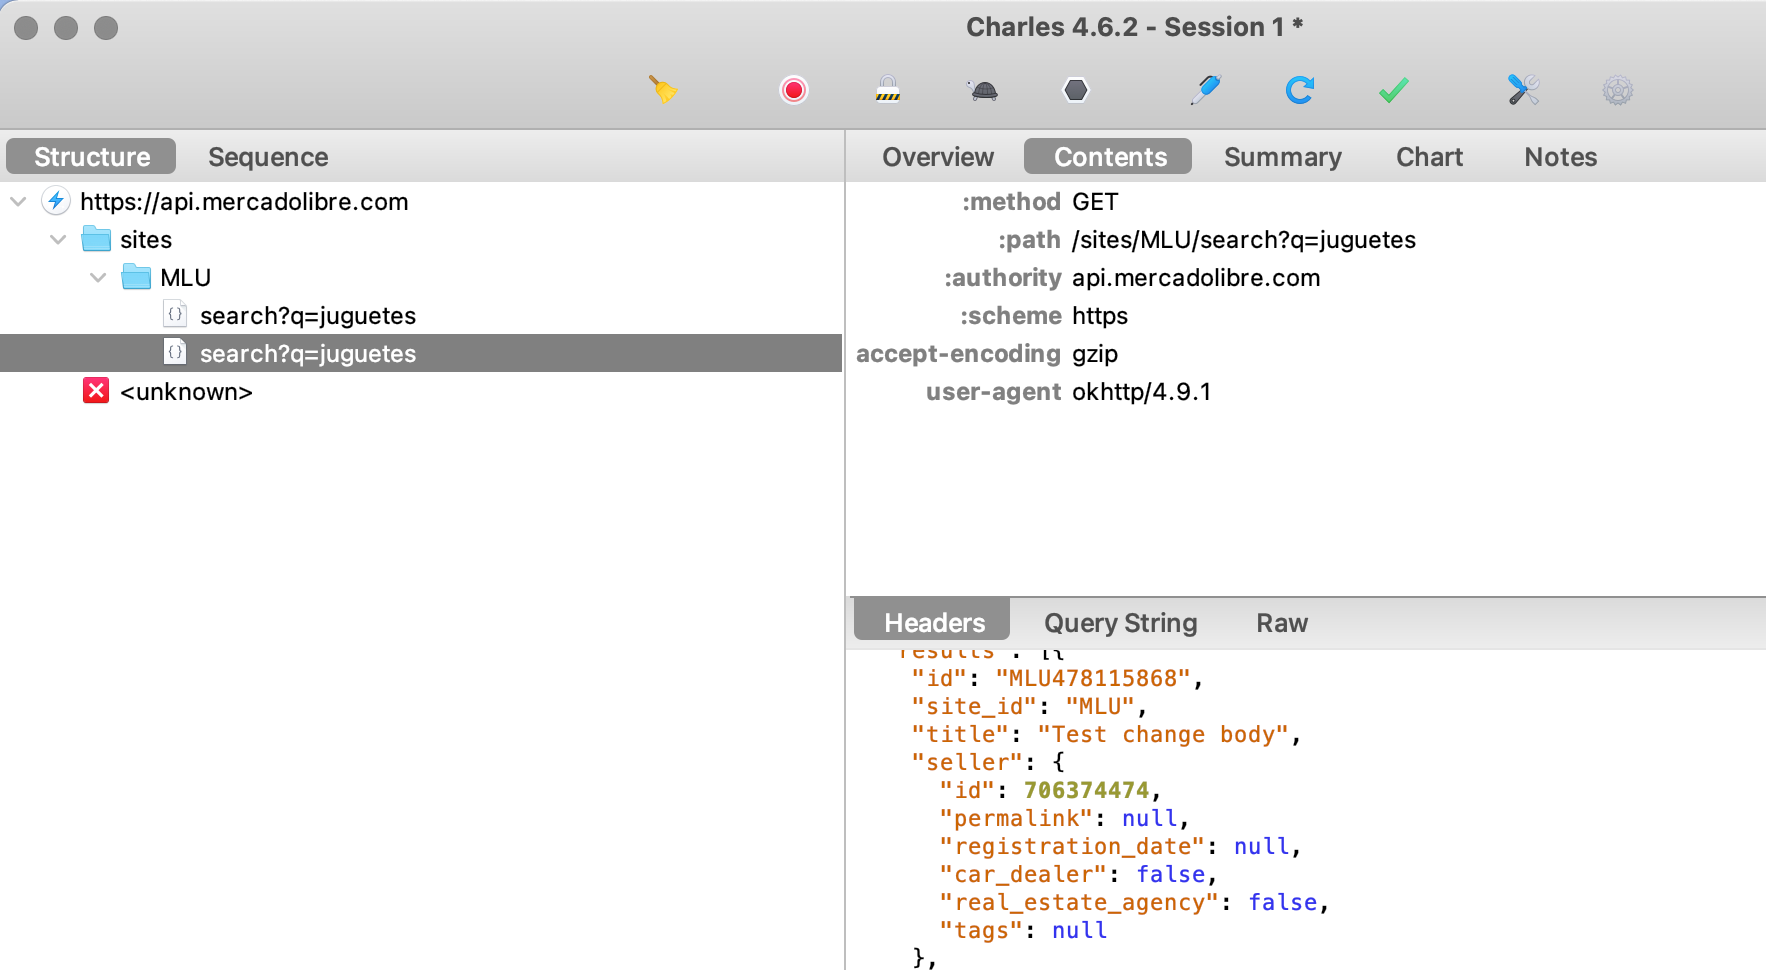 Charles 4.6.2 - Session 1 *
Structure
Sequence
https://api.mercadolibre.com
sites
MLU
{} search?q=juguetes
{} search?q=juguetes
<unknown>
Overview
Contents
Summary
Chart
Notes
:method GET
:path /sites/MLU/search?q=juguetes
:authority api.mercadolibre.com
:scheme https
accept-encoding gzip
user-agent okhttp/4.9.1
Headers
Query String
Raw
"results": [{
"id": "MLU478115868",
"site_id": "MLU",
"title": "Test change body",
"seller": {
"id": 706374474,
"permalink": null,
"registration_date": null,
"car_dealer": false,
"real_estate_agency": false,
"tags": null
},